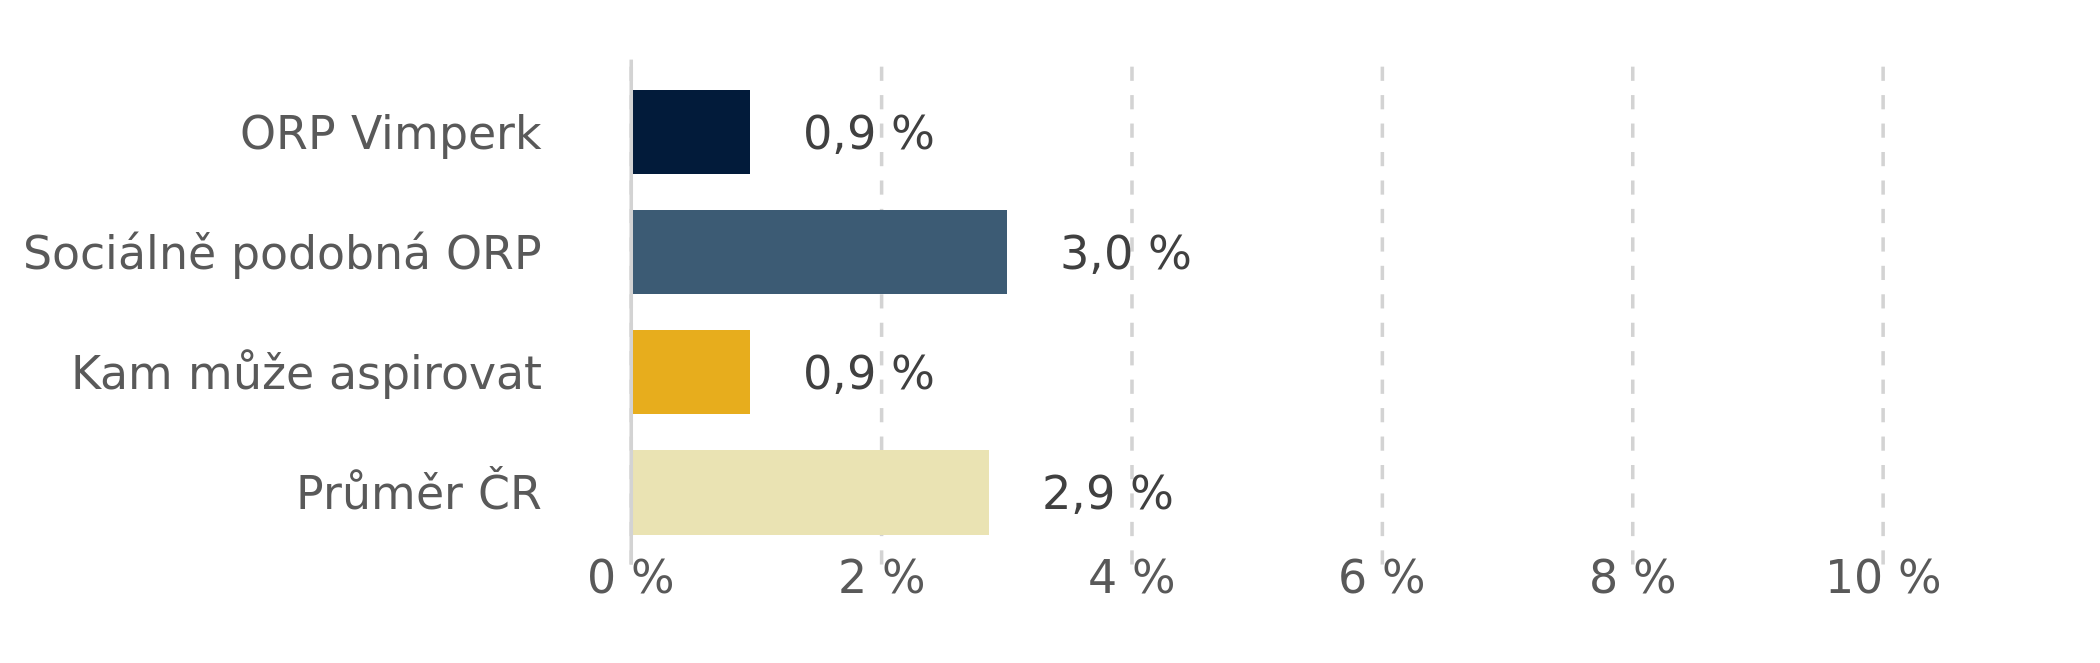 ORP Vimperk 0,9 %
Sociálně podobná ORP 3,0 %
Kam může aspirovat 0,9 %
Průměr ČR 2,9 %
0 % 2 % 4 % 6 % 8 % 10 %